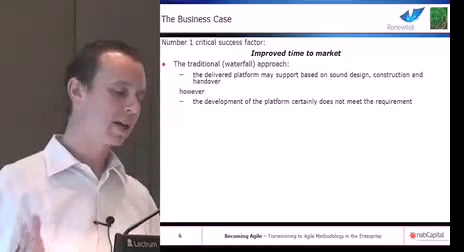 The Business Case
Renewtek
Number 1 critical success factor:
Improved time to market
The traditional (waterfall) approach:
– the delivered platform may support based on sound design, construction and
handover
however
– the development of the platform certainly does not meet the requirement
Lectrum
6 Becoming Agile – Transitioning to Agile Methodology in the Enterprise
nabCapital